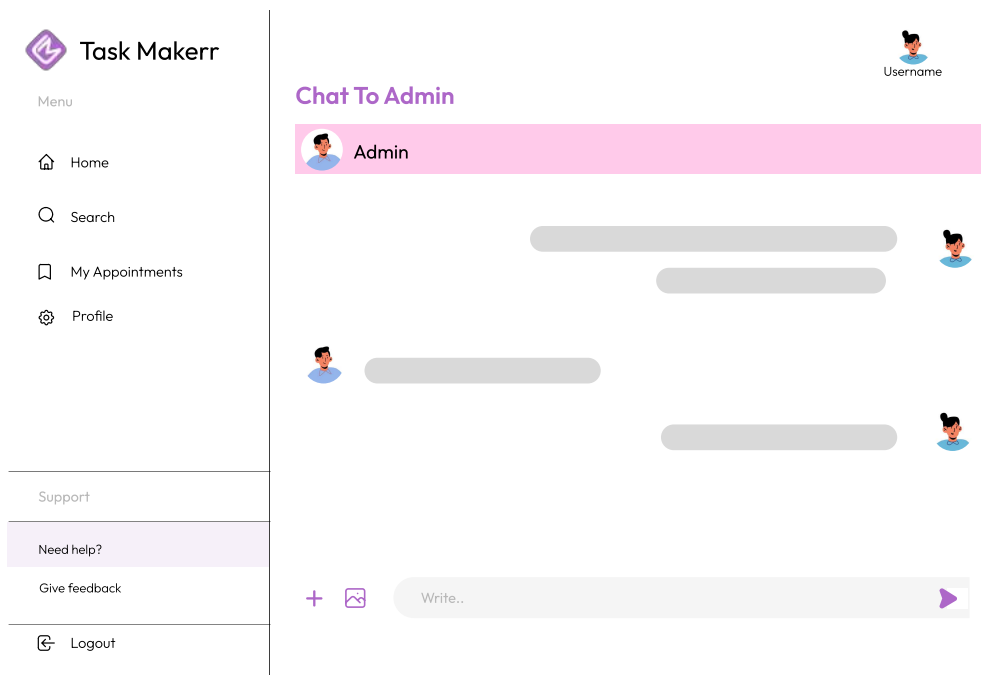 Task Makerr
Menu
Home
Search
My Appointments
Profile
Support
Need help?
Give feedback
Logout
Username
Chat To Admin
Admin
Write..